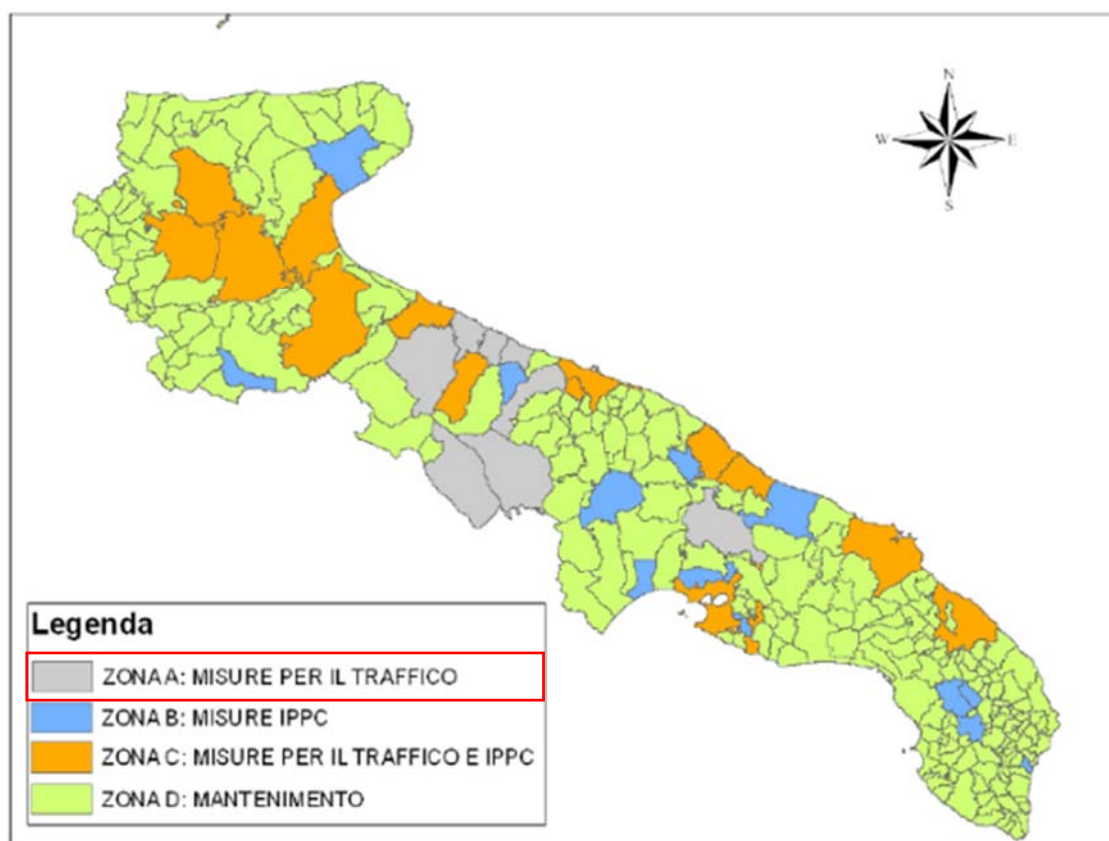 N
W E
S
Legenda
ZONA A: MISURE PER IL TRAFFICO
ZONA B: MISURE IPPC
ZONA C: MISURE PER IL TRAFFICO E IPPC
ZONA D: MANTENIMENTO